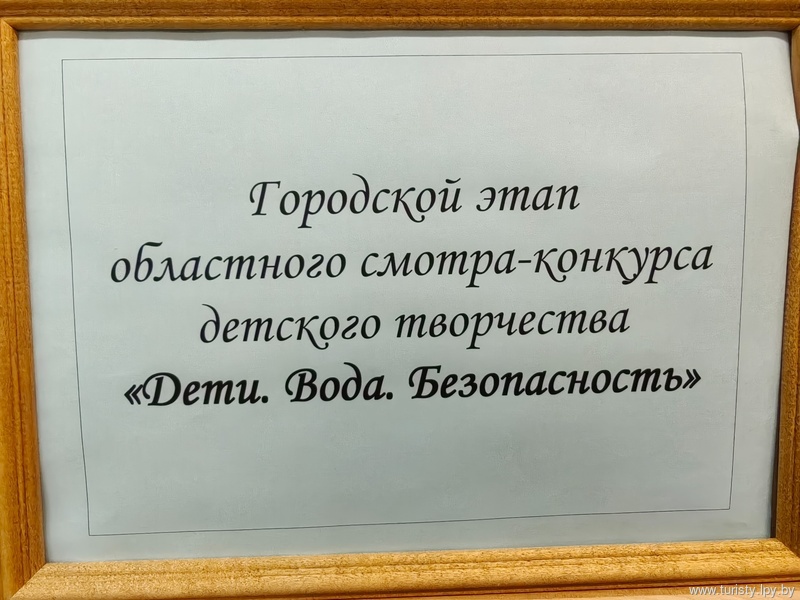 Городской этап
областного смотра-конкурса
детского творчества
«Дети. Вода. Безопасность»
www.turisty.lpy.by